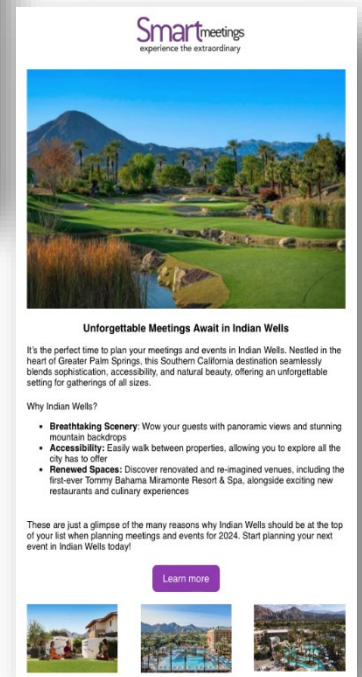 Smart meetings
experience the extraordinary
Unforgettable Meetings Await in Indian Wells
It's the perfect time to plan your meetings and events in Indian Wells. Nestled in the
heart of Greater Palm Springs, this Southern California destination seamlessly
blends sophistication, accessibility, and natural beauty, offering an unforgettable
setting for gatherings of all sizes.
Why Indian Wells?
• Breathtaking Scenery: Wow your guests with panoramic views and stunning
mountain backdrops
• Accessibility: Easily walk between properties, allowing you to explore all the
city has to offer
• Renewed Spaces: Discover renovated and re-imagined venues, including the
first-ever Tommy Bahama Miramonte Resort & Spa, alongside exciting new
restaurants and culinary experiences
These are just a glimpse of the many reasons why Indian Wells should be at the top
of your list when planning meetings and events for 2024. Start planning your next
event in Indian Wells today!
Learn more